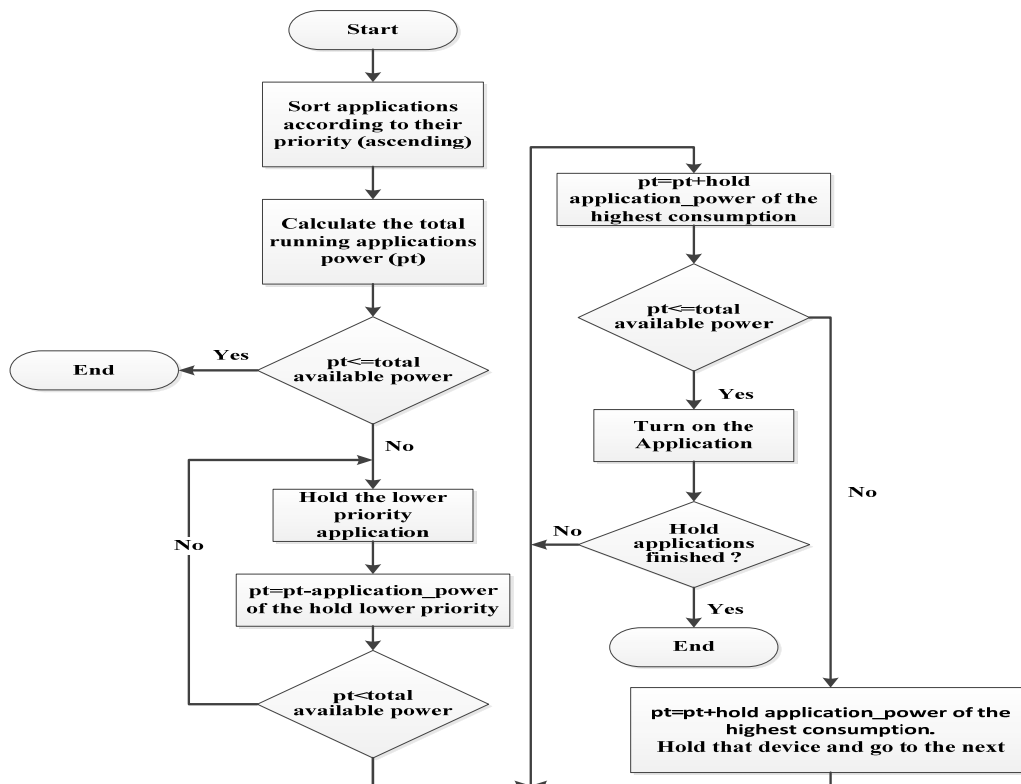 Start
Sort applications
according to their
priority (ascending)
Calculate the total
running applications
power (pt)
pt<=total
available power
Yes
End
No
Hold the lower
priority
application
pt=pt-application_power
of the hold lower priority
pt<total
available power
No
pt=pt+hold
application_power of the
highest consumption
pt<=total
available power
Yes
Turn on the
Application
Hold
applications
finished ?
No
Yes
End
No
pt=pt+hold application_power of the
highest consumption.
Hold that device and go to the next